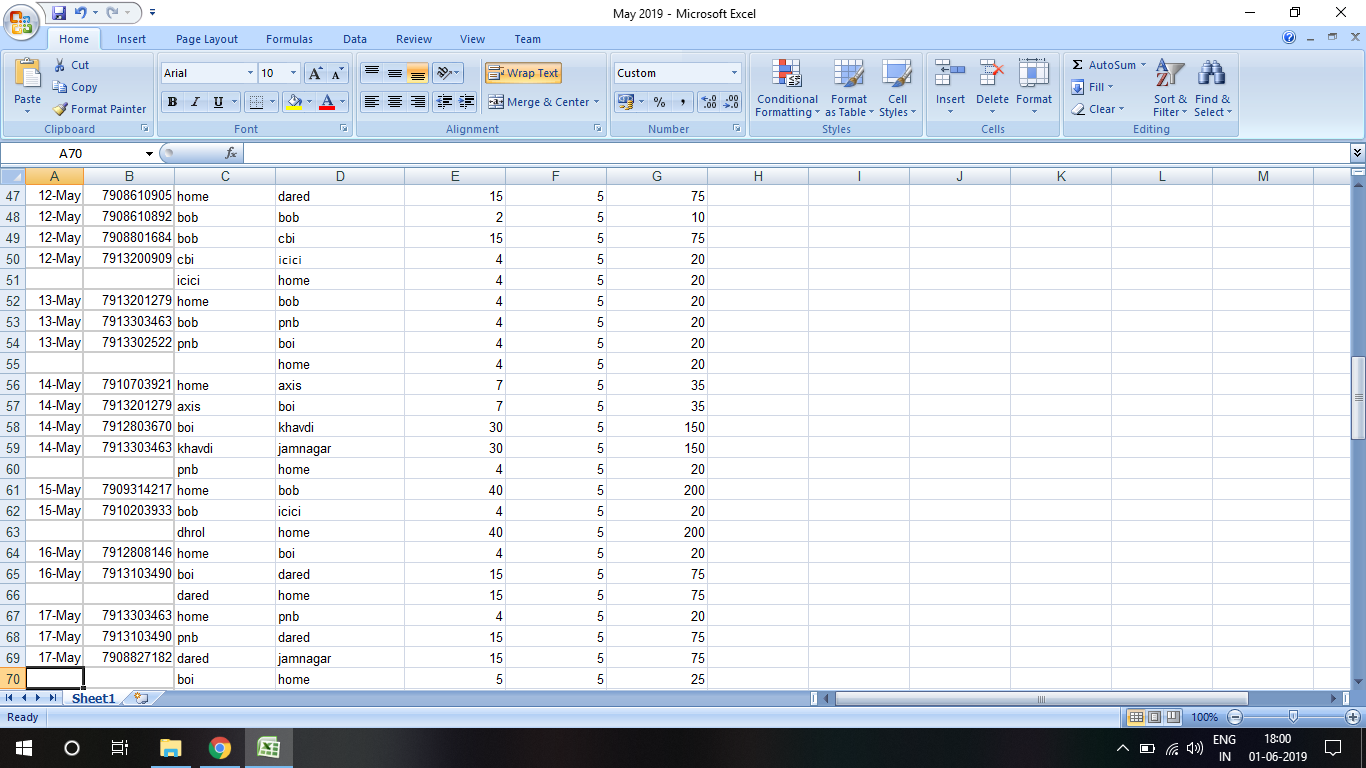 May 2019 - Microsoft Excel
Home Insert Page Layout Formulas Data Review View Team
Paste Cut Copy Format Painter
Arial 10
B I U A A A
Wrap Text
Merge & Center
Custom
% ,
Conditional Formatting Format as Table Cell Styles
Insert Delete Format
Σ AutoSum
Fill
Clear
Sort & Filter Find & Select
Clipboard Font Alignment Number Styles Cells Editing
A70 fx
A B C D E F G H I J K L M
47 12-May 7908610905 home dared 15 5 75
48 12-May 7908610892 bob bob 2 5 10
49 12-May 7908801684 bob cbi 15 5 75
50 12-May 7913200909 cbi icici 4 5 20
51 icici home 4 5 20
52 13-May 7913201279 home bob 4 5 20
53 13-May 7913303463 bob pnb 4 5 20
54 13-May 7913302522 pnb boi 4 5 20
55 home 4 5 20
56 14-May 7910703921 home axis 7 5 35
57 14-May 7913201279 axis boi 7 5 35
58 14-May 7912803670 boi khavdi 30 5 150
59 14-May 7913303463 khavdi jamnagar 30 5 150
60 pnb home 4 5 20
61 15-May 7909314217 home bob 40 5 200
62 15-May 7910203933 bob icici 4 5 20
63 dhrol home 40 5 200
64 16-May 7912808146 home boi 4 5 20
65 16-May 7913103490 boi dared 15 5 75
66 dared home 15 5 75
67 17-May 7913303463 home pnb 4 5 20
68 17-May 7913103490 pnb dared 15 5 75
69 17-May 7908827182 dared jamnagar 15 5 75
70 boi home 5 5 25
Sheet1
Ready 100%
ENG IN
18:00
01-06-2019